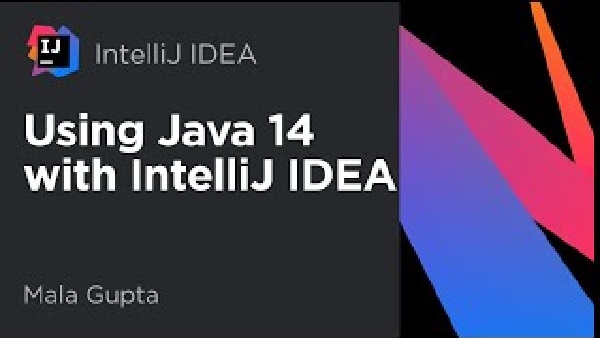 IJ
IntelliJ IDEA
Using Java 14
with IntelliJ IDEA
Mala Gupta